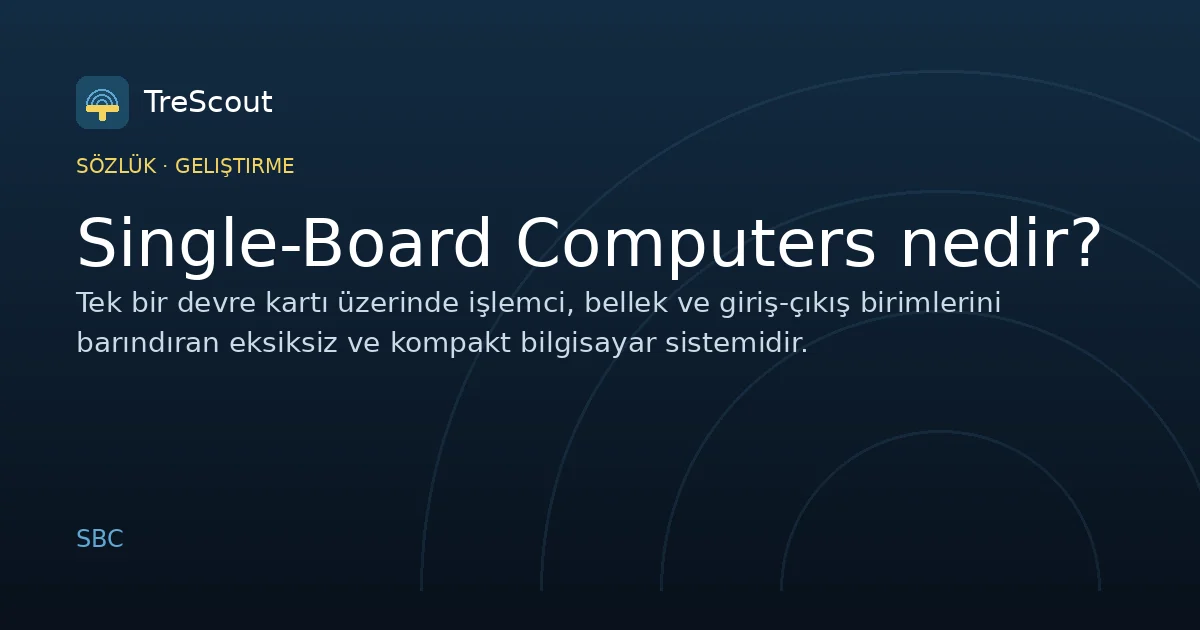 TreScout
SÖZLÜK · GELIŞTIRME
Single-Board Computers nedir?
Tek bir devre kartı üzerinde işlemci, bellek ve giriş-çıkış birimlerini
barındıran eksiksiz ve kompakt bilgisayar sistemidir.
SBC